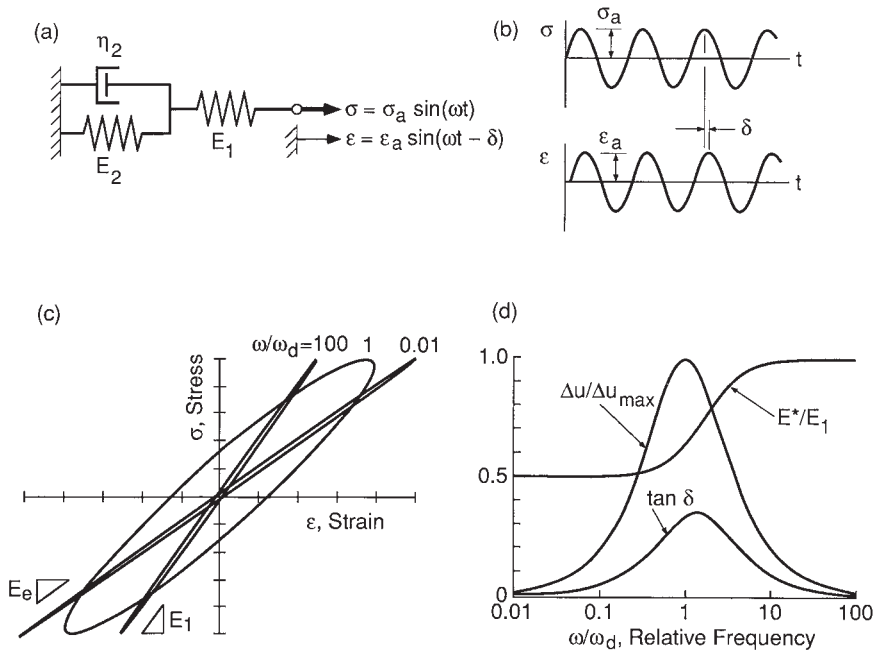 (a)
η2
E2
E1
σ = σa sin(ωt)
ε = εa sin(ωt − δ)
(b)
σ
σa
t
δ
ε
εa
t
(c)
ω/ωd=100 1 0.01
σ, Stress
ε, Strain
Ee
E1
(d)
1.0
0.5
0
Δu/Δumax
E*/E1
tan δ
0.01 0.1 1 10 100
ω/ωd, Relative Frequency